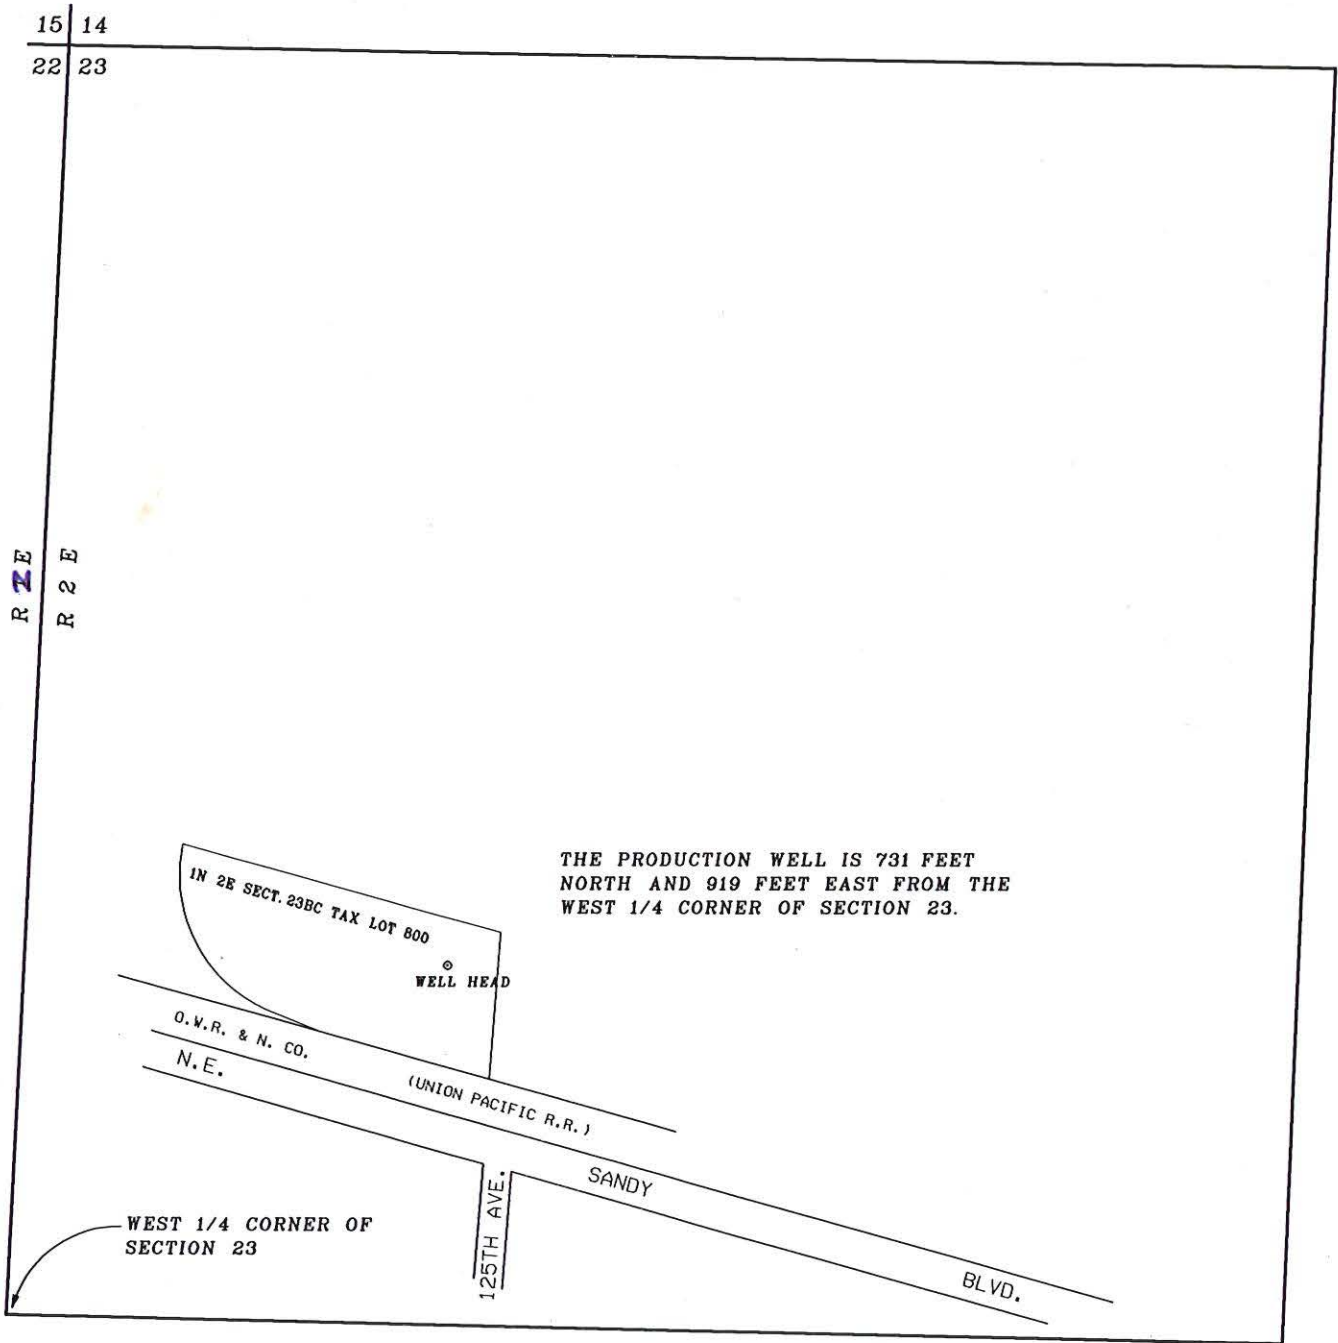 15 14
22 23
R 2 E
R 2 E
THE PRODUCTION WELL IS 731 FEET
NORTH AND 919 FEET EAST FROM THE
WEST 1/4 CORNER OF SECTION 23.
1N 2E SECT. 23BC TAX LOT 800
WELL HEAD
O.W.R. & N. CO.
(UNION PACIFIC R.R.)
N.E.
SANDY
BLVD.
125TH AVE.
WEST 1/4 CORNER OF
SECTION 23